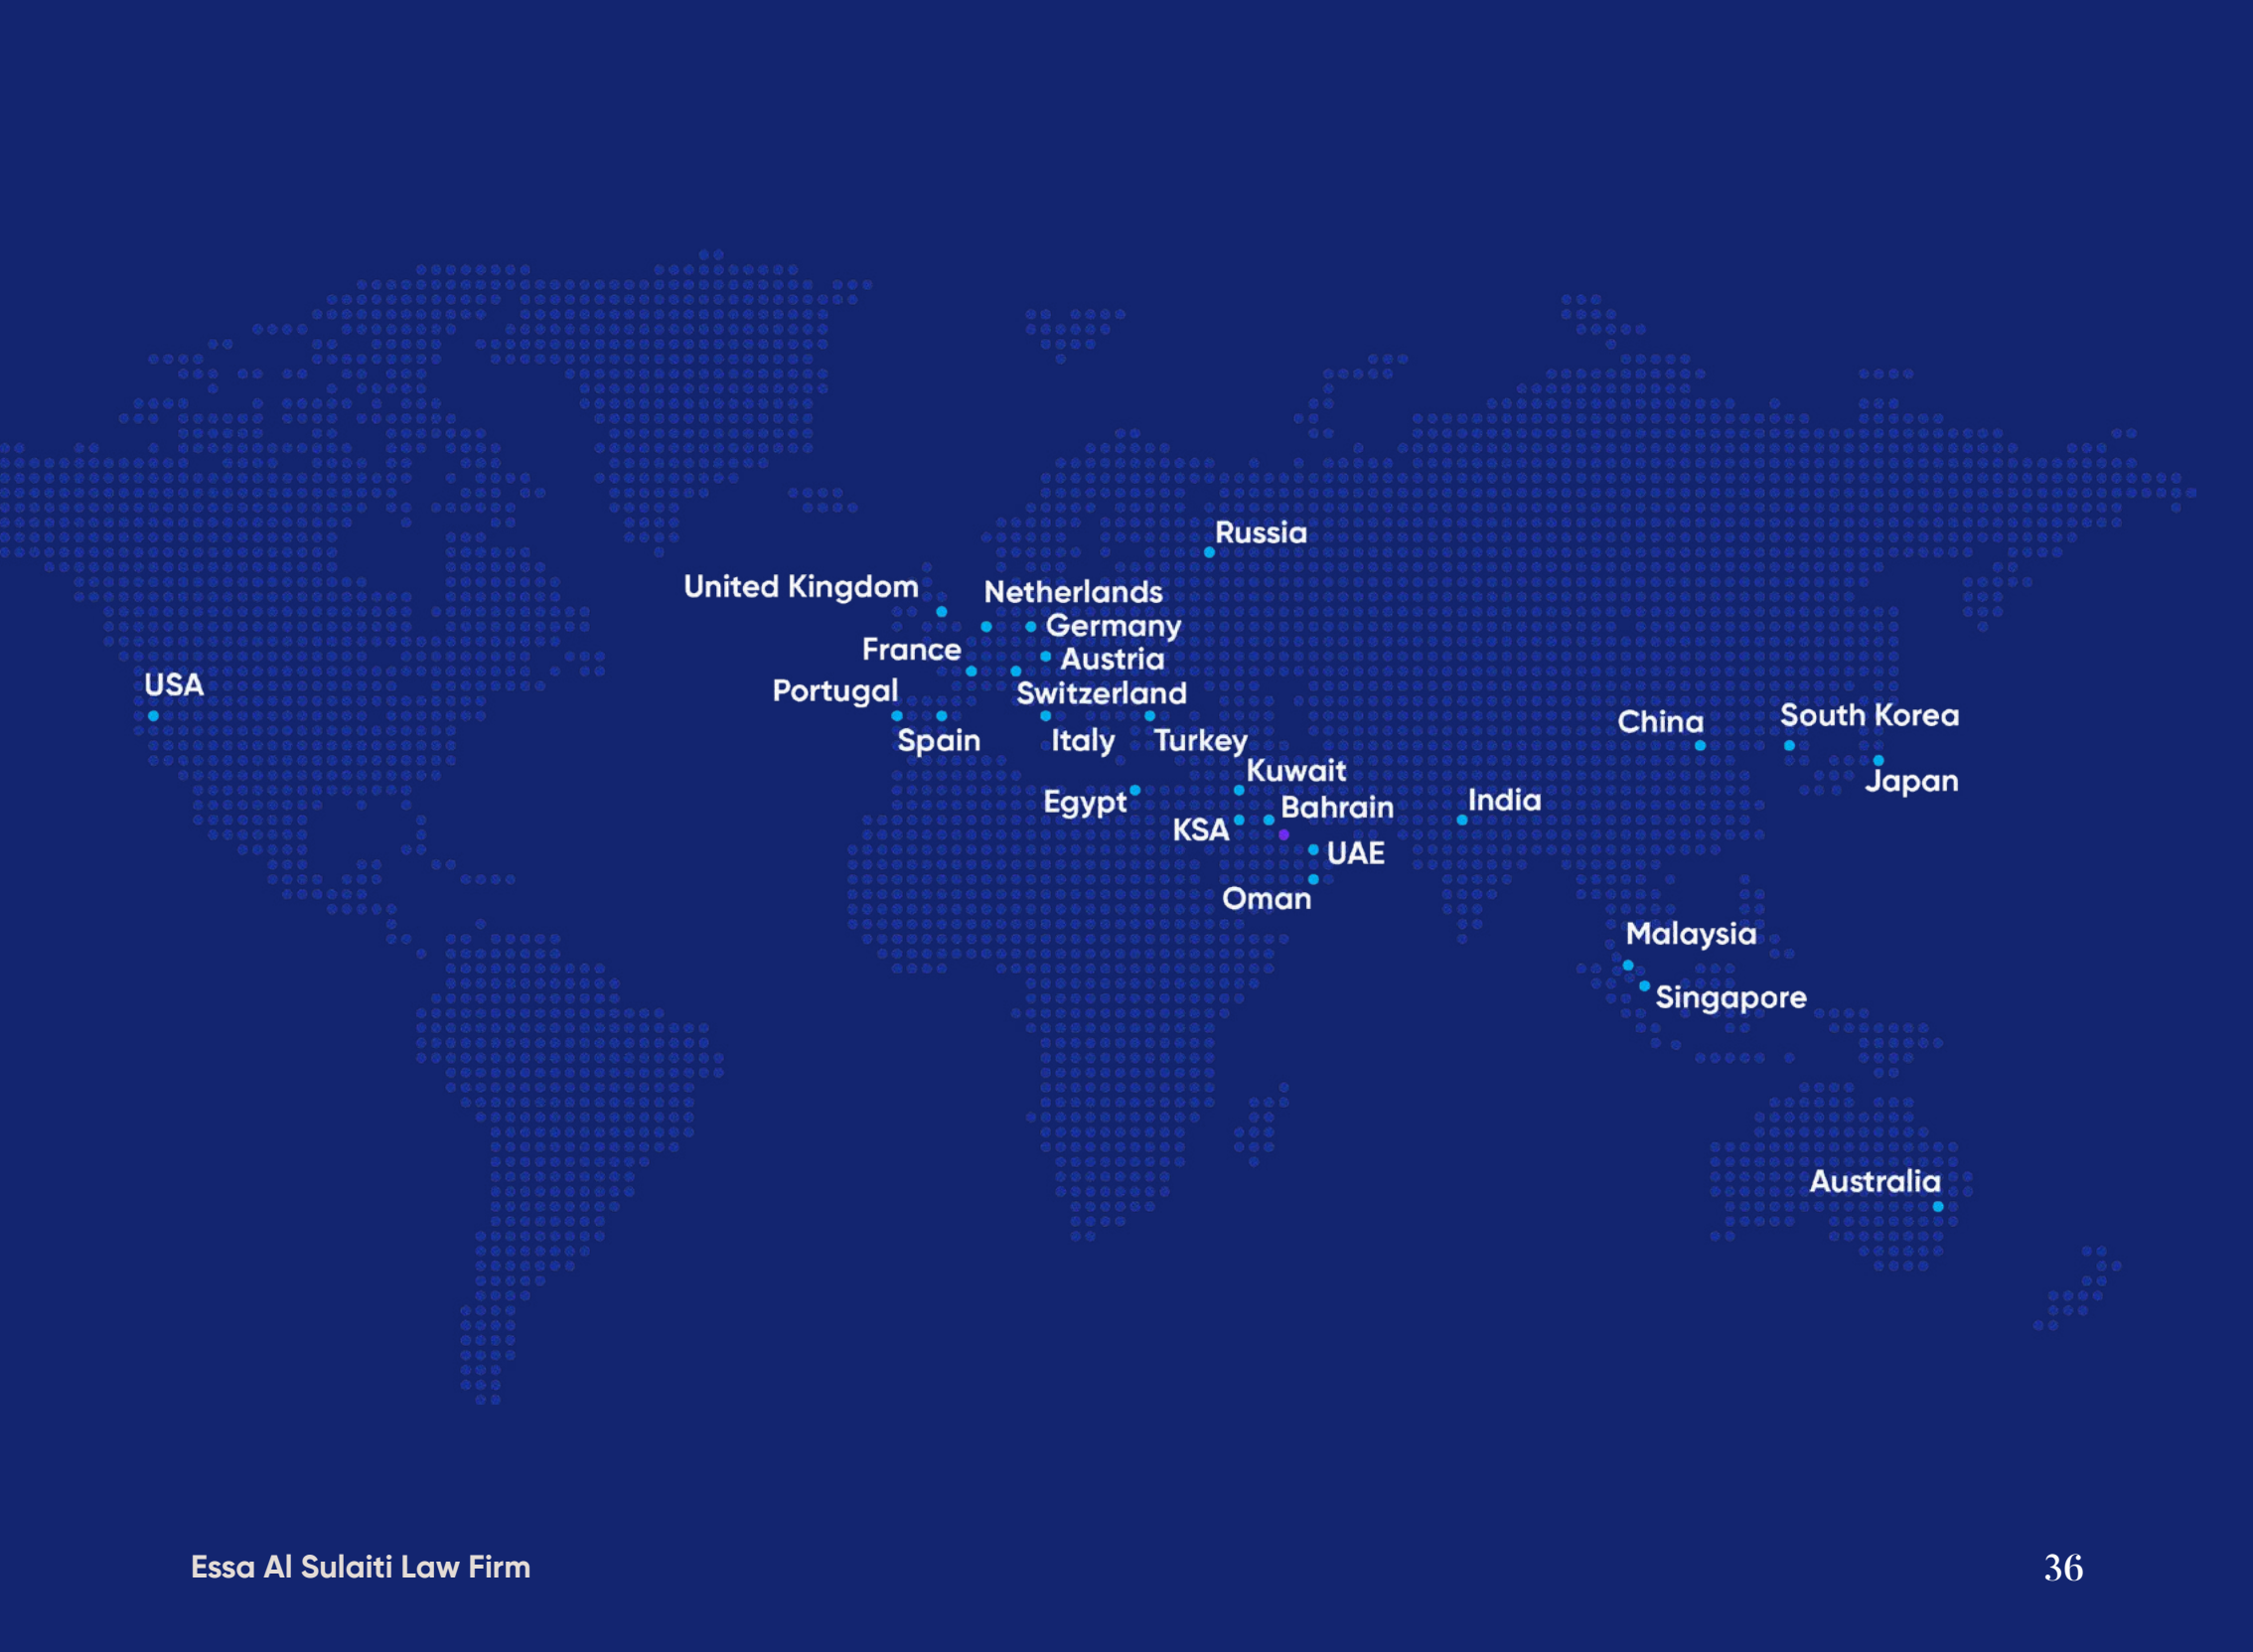 Russia
United Kingdom
Netherlands
Germany
France
Austria
USA
Portugal
Switzerland
China
South Korea
Spain
Italy
Turkey
Kuwait
Japan
Egypt
Bahrain
India
KSA
UAE
Oman
Malaysia
Singapore
Australia
Essa Al Sulaiti Law Firm
36